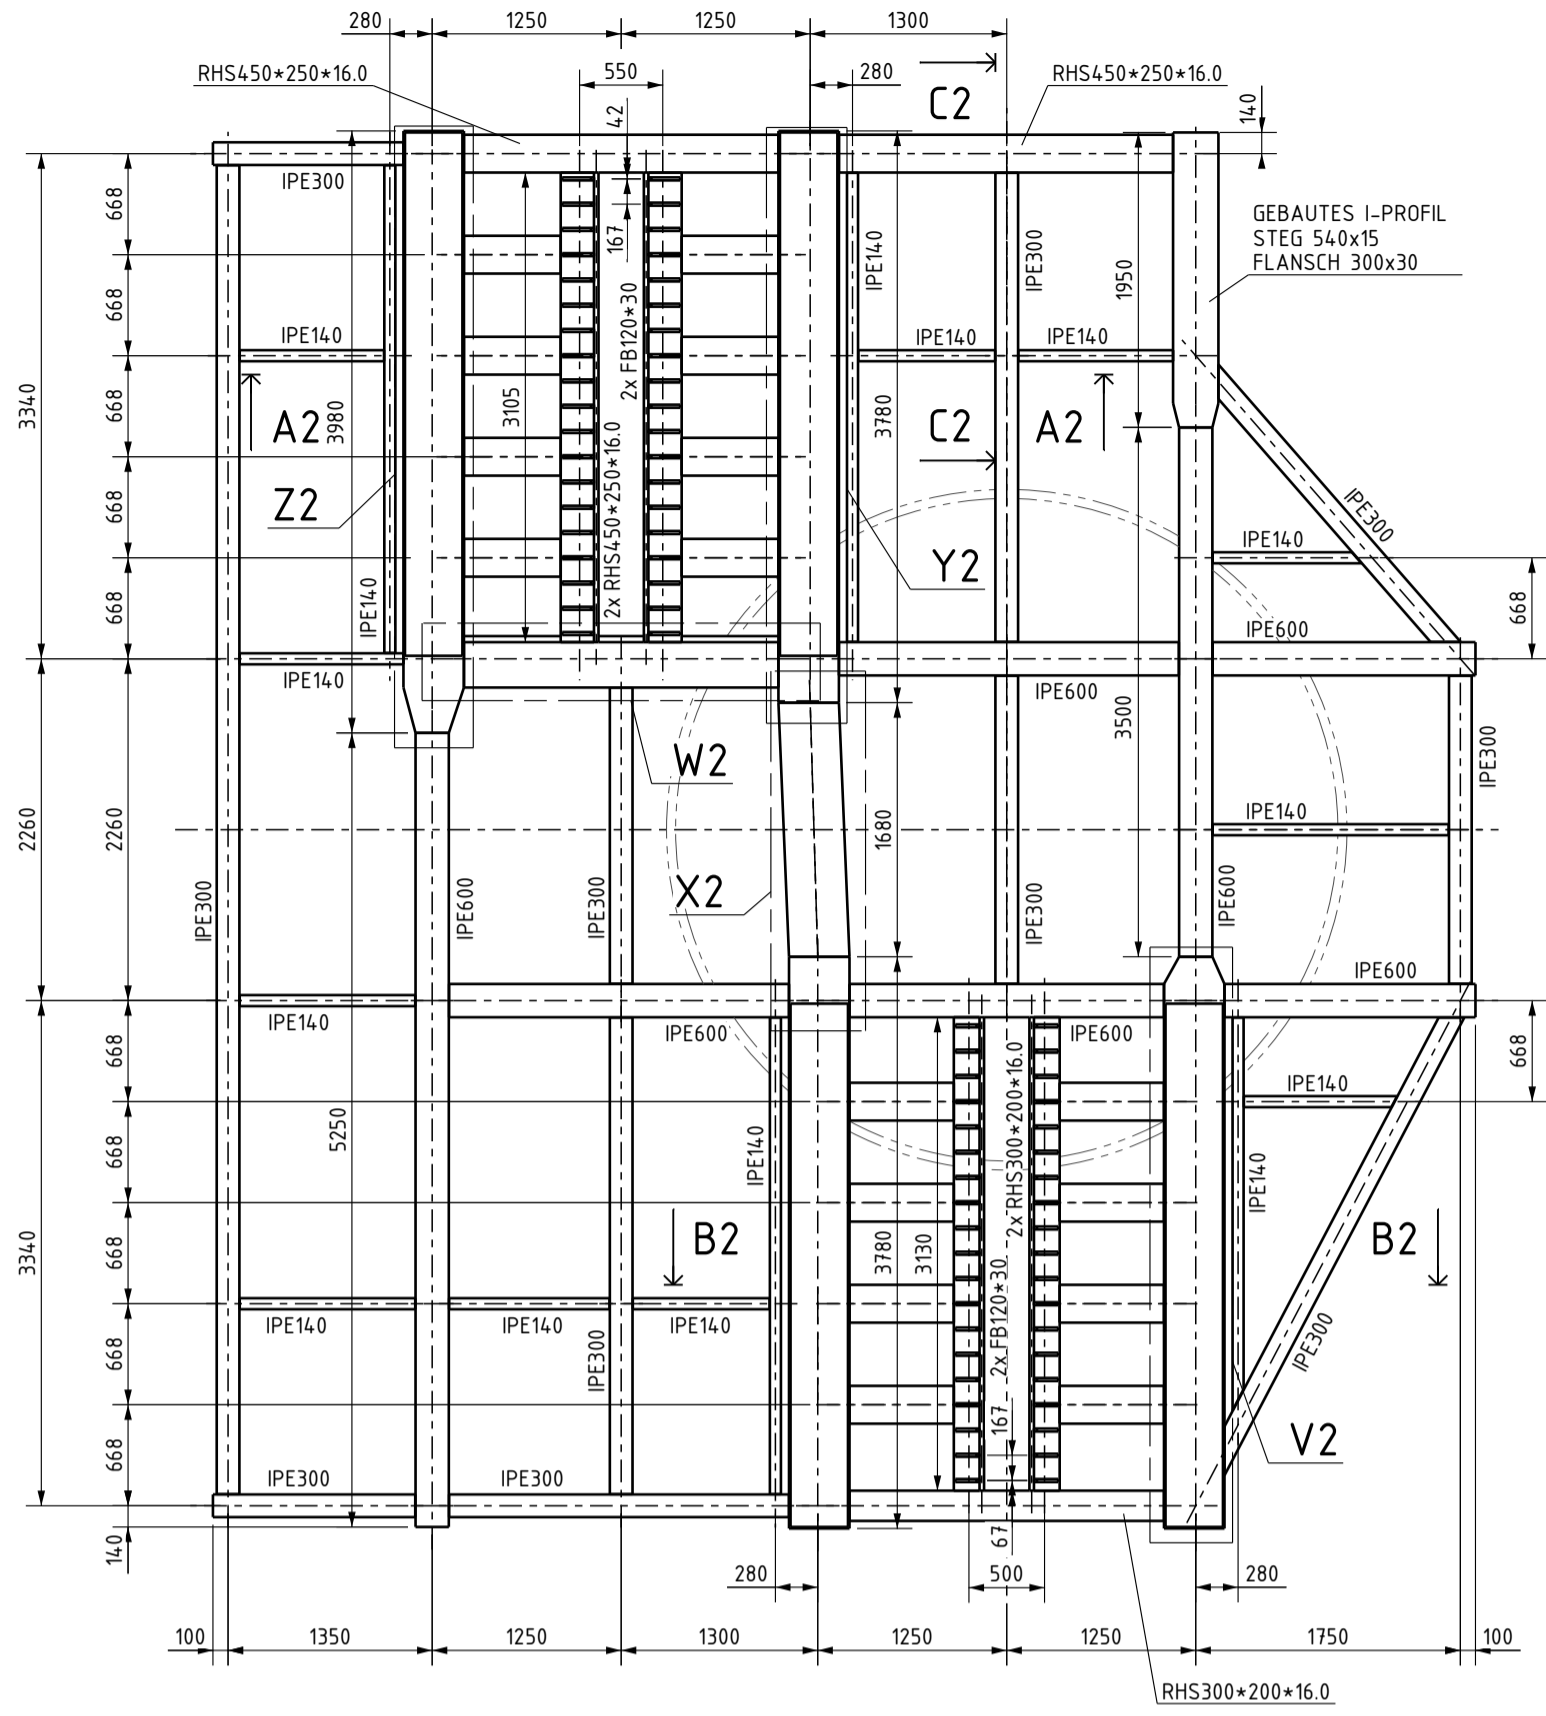 280
1250
1250
1300
RHS450*250*16.0
550
280
RHS450*250*16.0
C2
42
140
IPE300
GEBAUTES I-PROFIL
STEG 540x15
FLANSCH 300x30
668
167
IPE140
IPE300
1950
668
2x FB120*30
IPE140
IPE140
IPE140
3340
668
A2
3980
3105
3780
C2
A2
Z2
668
2x RHS450*250*16.0
IPE300
IPE140
Y2
668
IPE140
668
IPE600
IPE140
IPE600
3500
W2
IPE300
2260
2260
1680
IPE140
X2
IPE300
IPE600
IPE300
IPE300
IPE600
IPE600
IPE140
IPE600
IPE600
668
668
2x RHS300*200*16.0
IPE140
5250
668
IPE140
IPE140
3340
668
B2
3780
3130
B2
IPE140
IPE140
IPE140
2x FB120*30
668
IPE300
IPE300
167
668
IPE300
IPE300
V2
140
67
280
500
280
100
1350
1250
1300
1250
1250
1750
100
RHS300*200*16.0